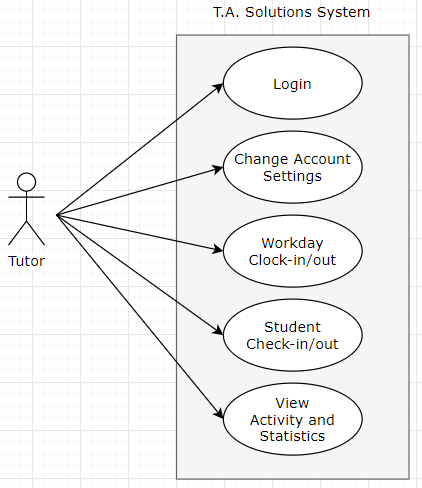 T.A. Solutions System
Login
Change Account
Settings
Workday
Clock-in/out
Tutor
Student
Check-in/out
View
Activity and
Statistics